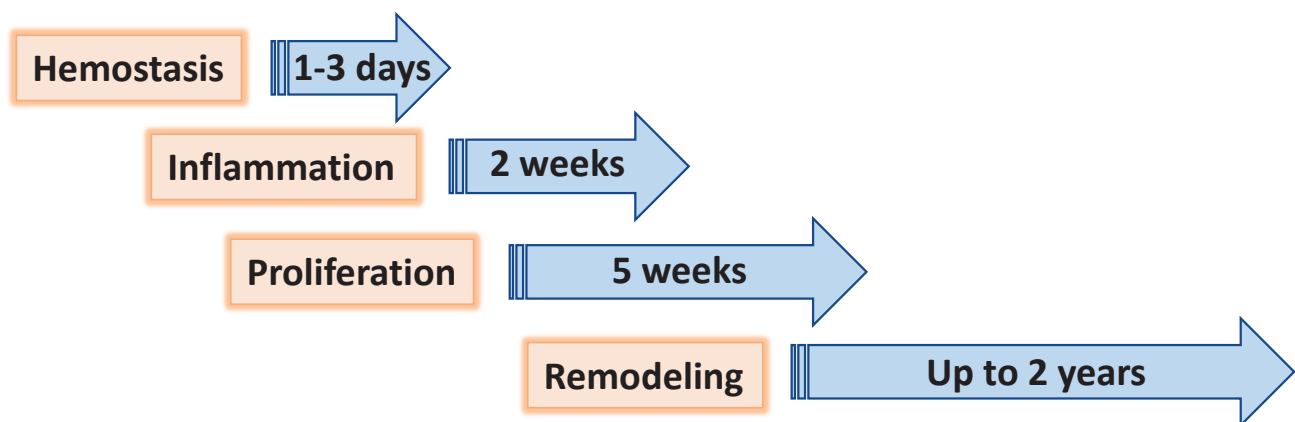 Hemostasis
1-3 days
Inflammation
2 weeks
Proliferation
5 weeks
Remodeling
Up to 2 years